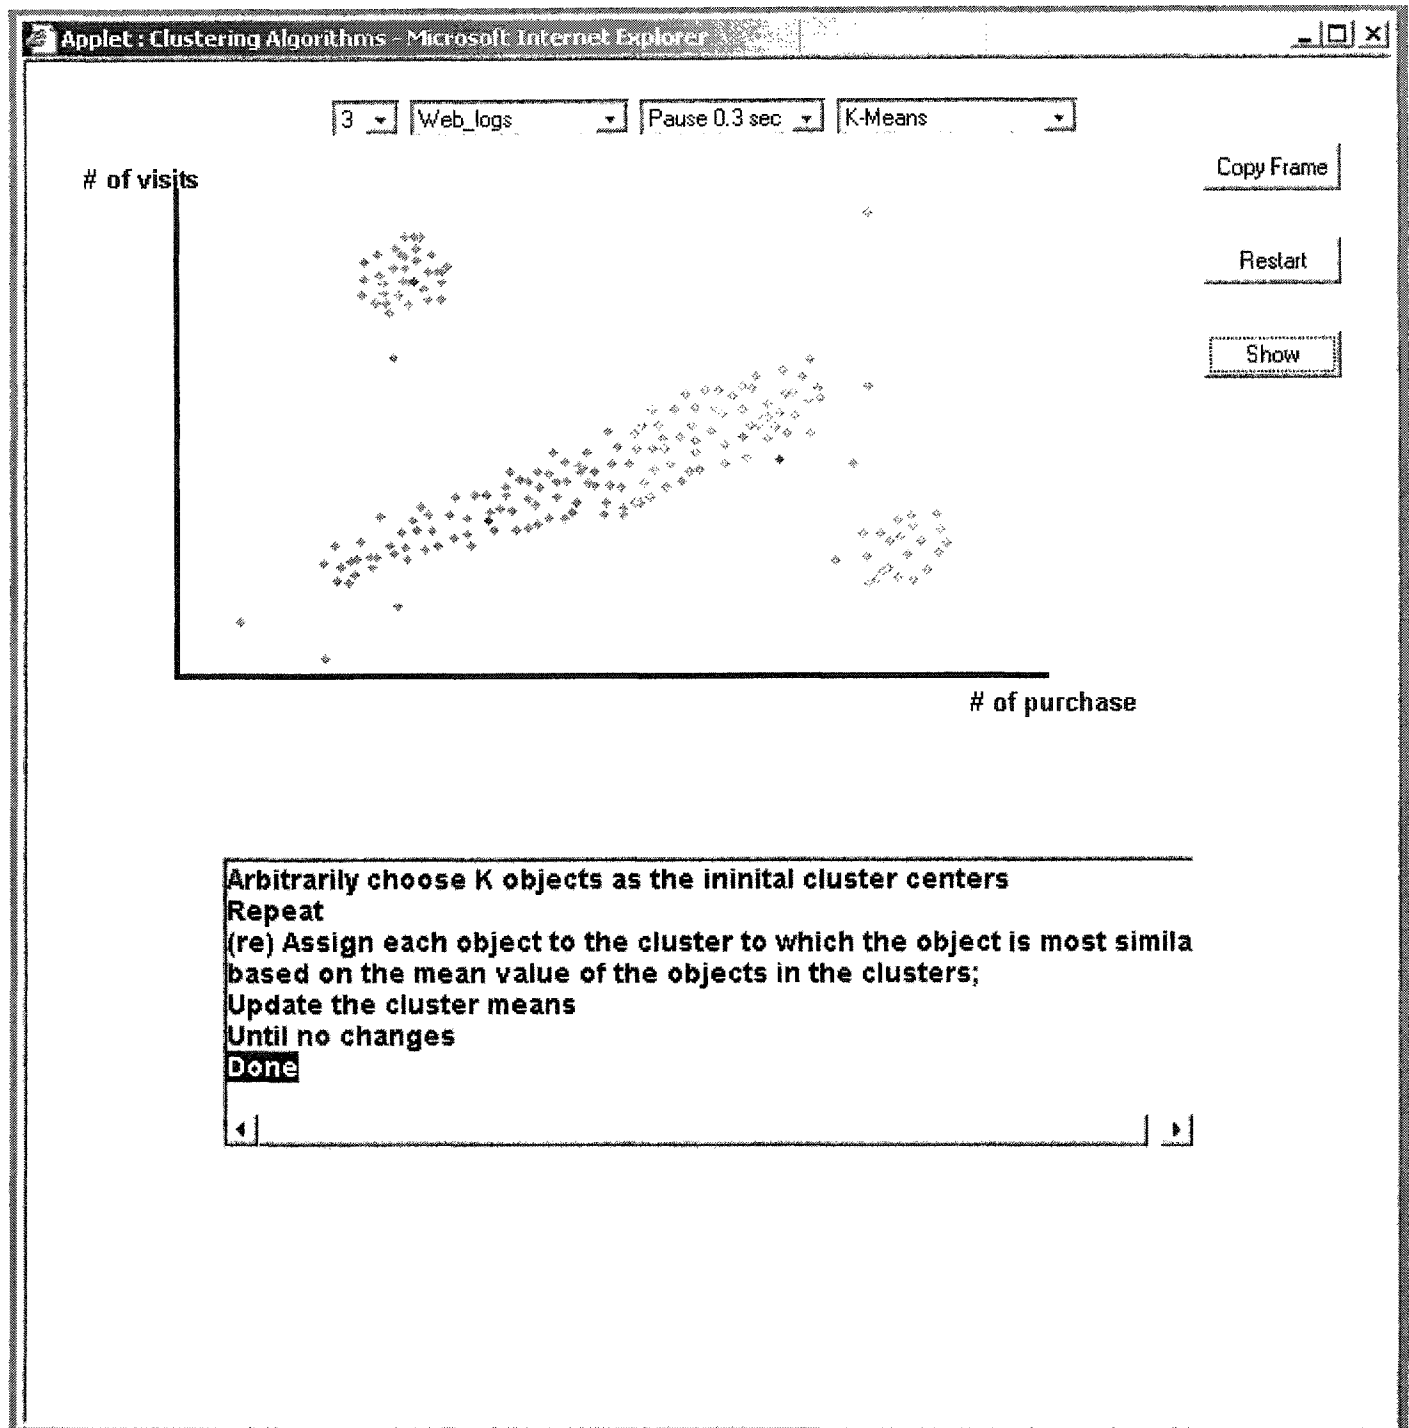 Applet : Clustering Algorithms - Microsoft Internet Explorer
3 Web_logs Pause 0.3 sec K-Means
Copy Frame
# of visits
Restart
Show
# of purchase
Arbitrarily choose K objects as the ininital cluster centers
Repeat
(re) Assign each object to the cluster to which the object is most simila
based on the mean value of the objects in the clusters;
Update the cluster means
Until no changes
Done